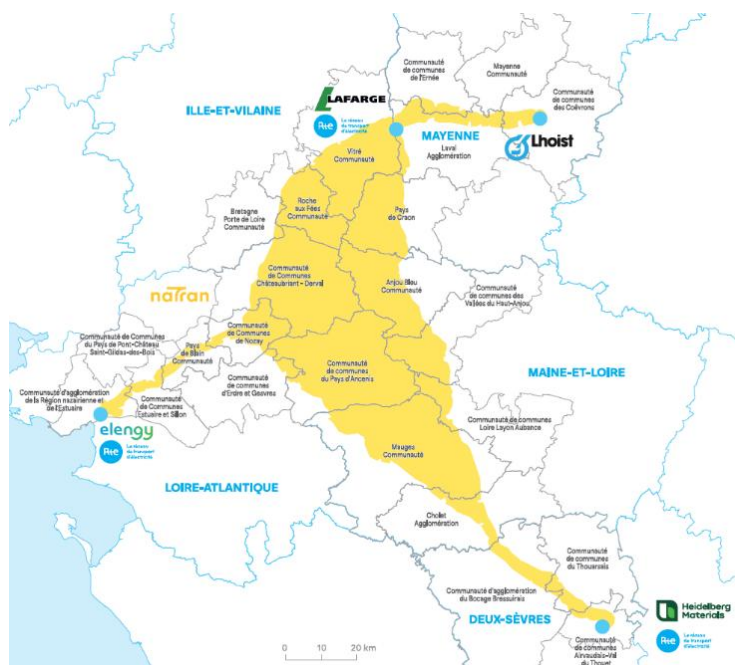 Communauté
de communes
de l'Ernée
Mayenne
Communauté
Communauté
de communes
des Coëvrons
LAFARGE
ILLE-ET-VILAINE
Rte
Le réseau
de transport
d'électricité
MAYENNE
Laval
Agglomération
Lhoist
Vitré
Communauté
Roche
aux Fées
Communauté
Pays
de Craon
Bretagne
Porte de Loire
Communauté
Communauté
de Communes
Châteaubriant - Derval
Anjou Bleu
Communauté
Communauté
de communes des
Vallées du Haut-Anjou
naTran
Communauté de Communes
du Pays de Pont-Château
Saint-Gildas-des-Bois
Pays
de Blain
Communauté
Communauté
de Communes
de Nozay
Communauté
de communes
du Pays d'Ancenis
MAINE-ET-LOIRE
Communauté d'agglomération
de la Région nazairienne et
de l'Estuaire
Communauté
de Communes
Estuaire et Sillon
Communauté
de communes
d'Erdre et Gesvres
elengy
Rte
Le réseau
de transport
d'électricité
Communauté de communes
Loire Layon Aubance
Mauges
Communauté
LOIRE-ATLANTIQUE
Cholet
Agglomération
Communauté
de communes
du Thouarsais
Communauté d'agglomération
du Bocage Bressuirais
DEUX-SÈVRES
Heidelberg
Materials
Rte
Le réseau
de transport
d'électricité
Communauté
de communes
Airvaudais-Val
du Thouet
0 10 20 km